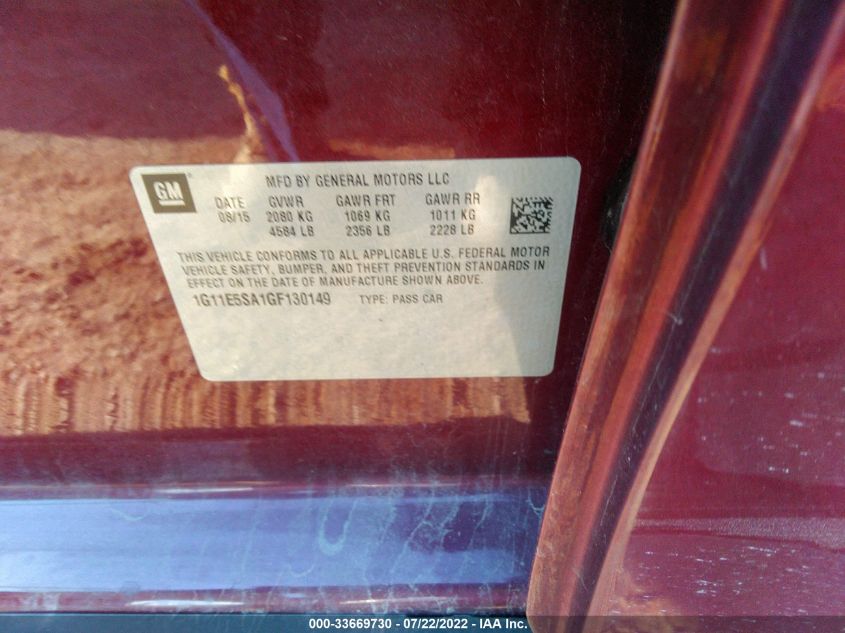 GM
MFD BY GENERAL MOTORS LLC
DATE GVWR GAWR FRT GAWR RR
08/15 2080 KG 1069 KG 1011 KG
4584 LB 2356 LB 2228 LB
THIS VEHICLE CONFORMS TO ALL APPLICABLE U.S. FEDERAL MOTOR
VEHICLE SAFETY, BUMPER, AND THEFT PREVENTION STANDARDS IN
EFFECT ON THE DATE OF MANUFACTURE SHOWN ABOVE.
1G11E5SA1GF130149 TYPE: PASS CAR
000-33669730 - 07/22/2022 - IAA Inc.